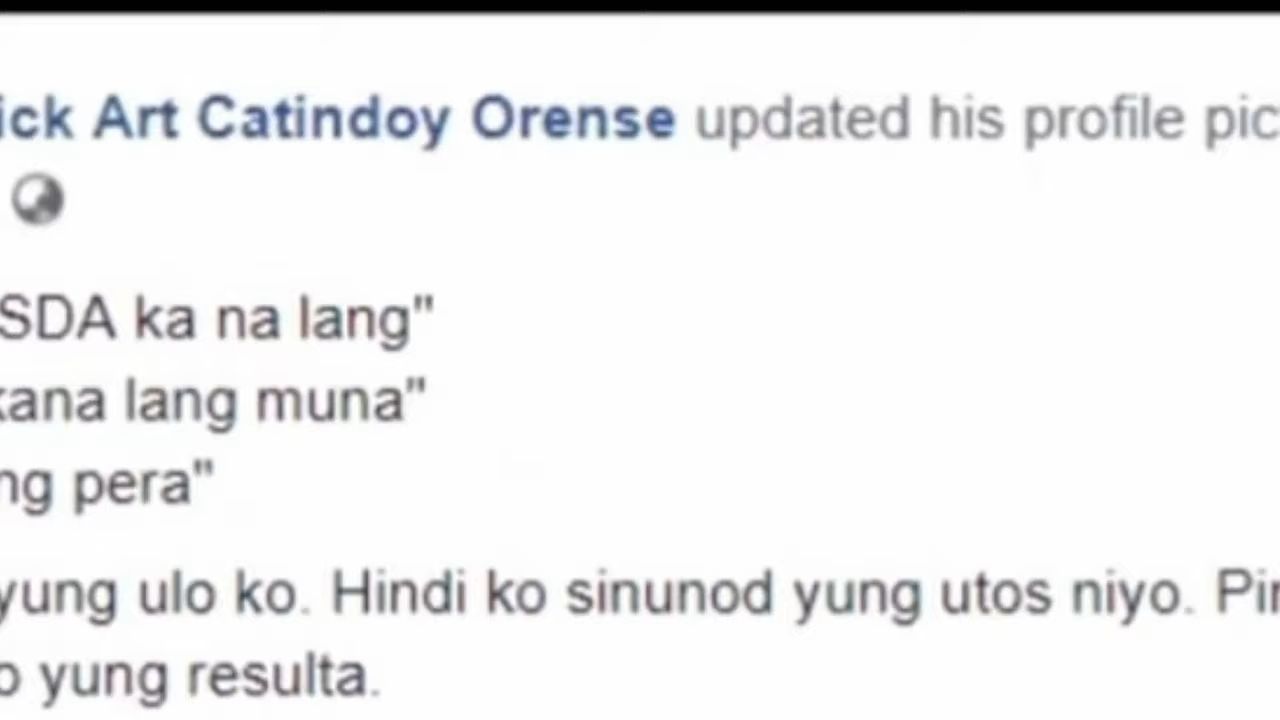 ick Art Catindoy Orense updated his profile pic
SDA ka na lang"
kana lang muna"
ng pera"
yung ulo ko. Hindi ko sinunod yung utos niyo. Pin
o yung resulta.